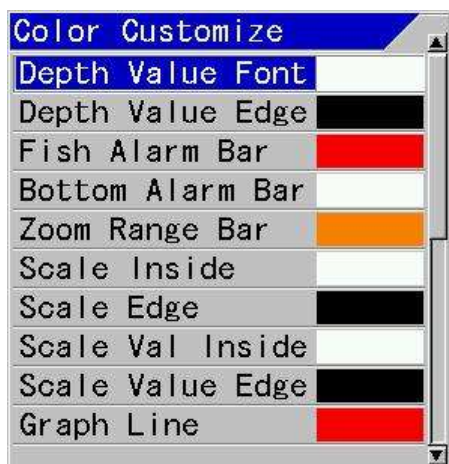 Color Customize
Depth Value Font
Depth Value Edge
Fish Alarm Bar
Bottom Alarm Bar
Zoom Range Bar
Scale Inside
Scale Edge
Scale Val Inside
Scale Value Edge
Graph Line